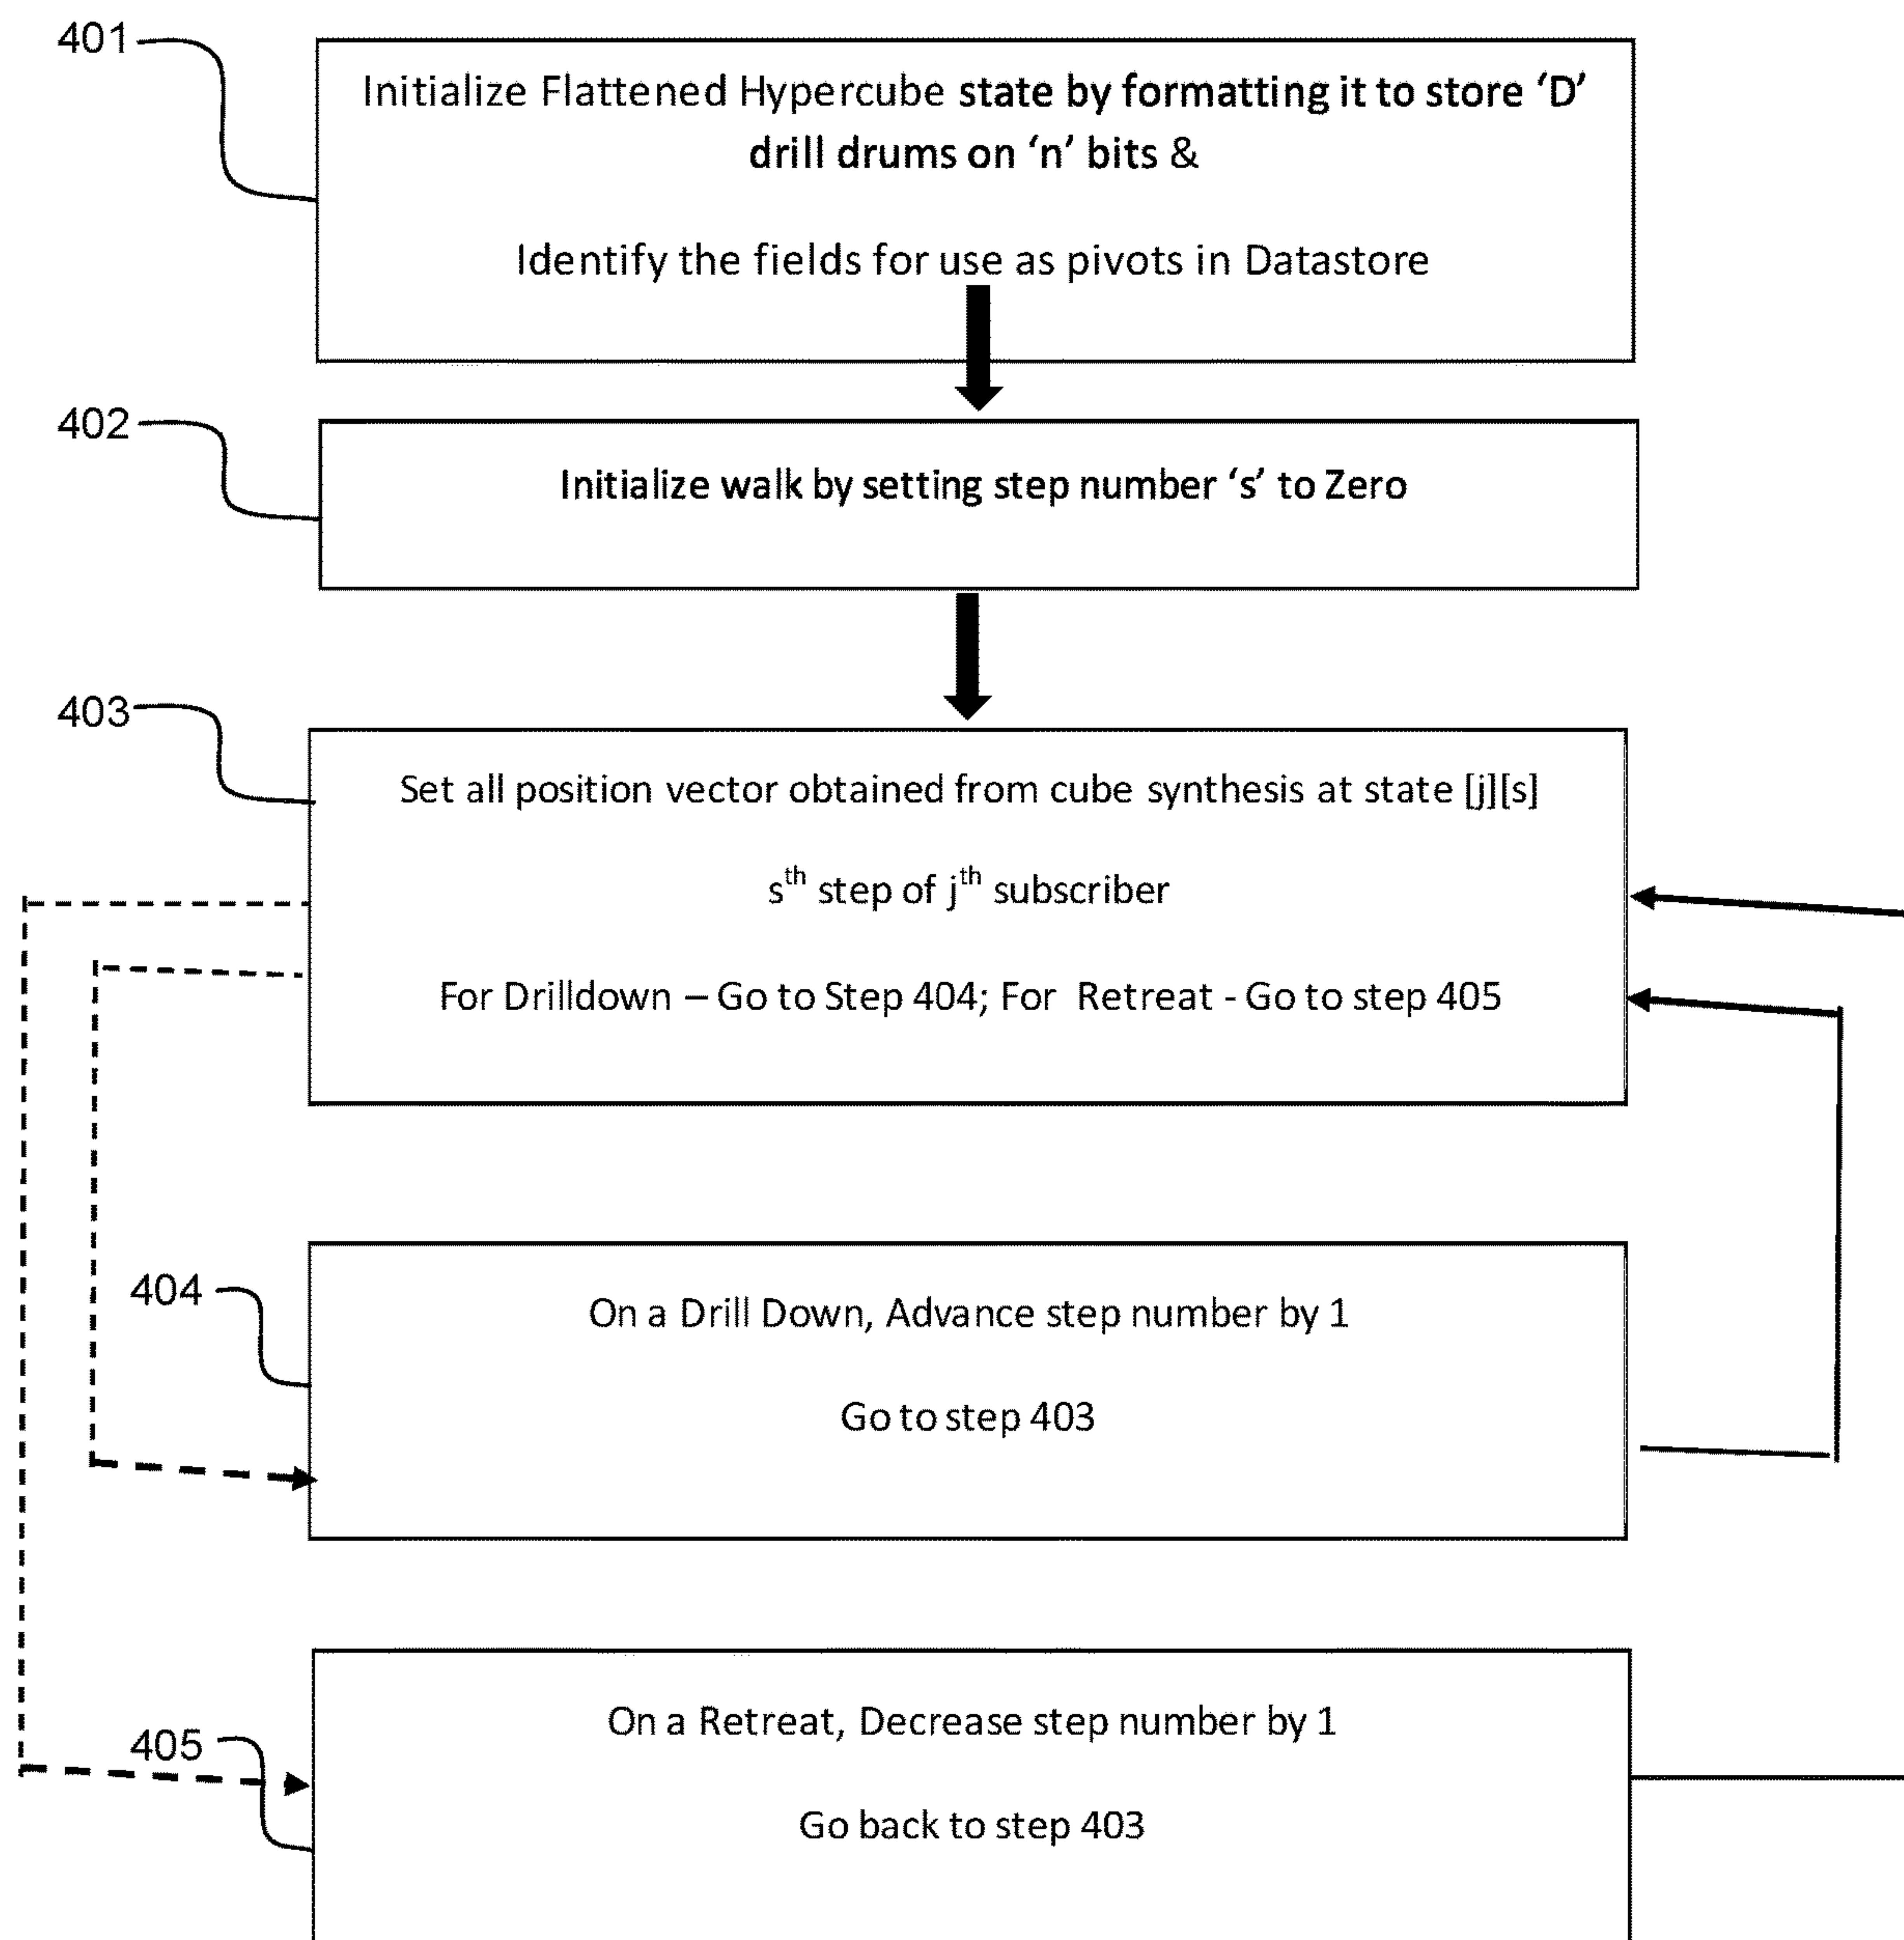 401
Initialize Flattened Hypercube state by formatting it to store ‘D’
drill drums on ‘n’ bits &
Identify the fields for use as pivots in Datastore
402
Initialize walk by setting step number ‘s’ to Zero
403
Set all position vector obtained from cube synthesis at state [j][s]
sth step of jth subscriber
For Drilldown – Go to Step 404; For Retreat - Go to step 405
404
On a Drill Down, Advance step number by 1
Go to step 403
405
On a Retreat, Decrease step number by 1
Go back to step 403